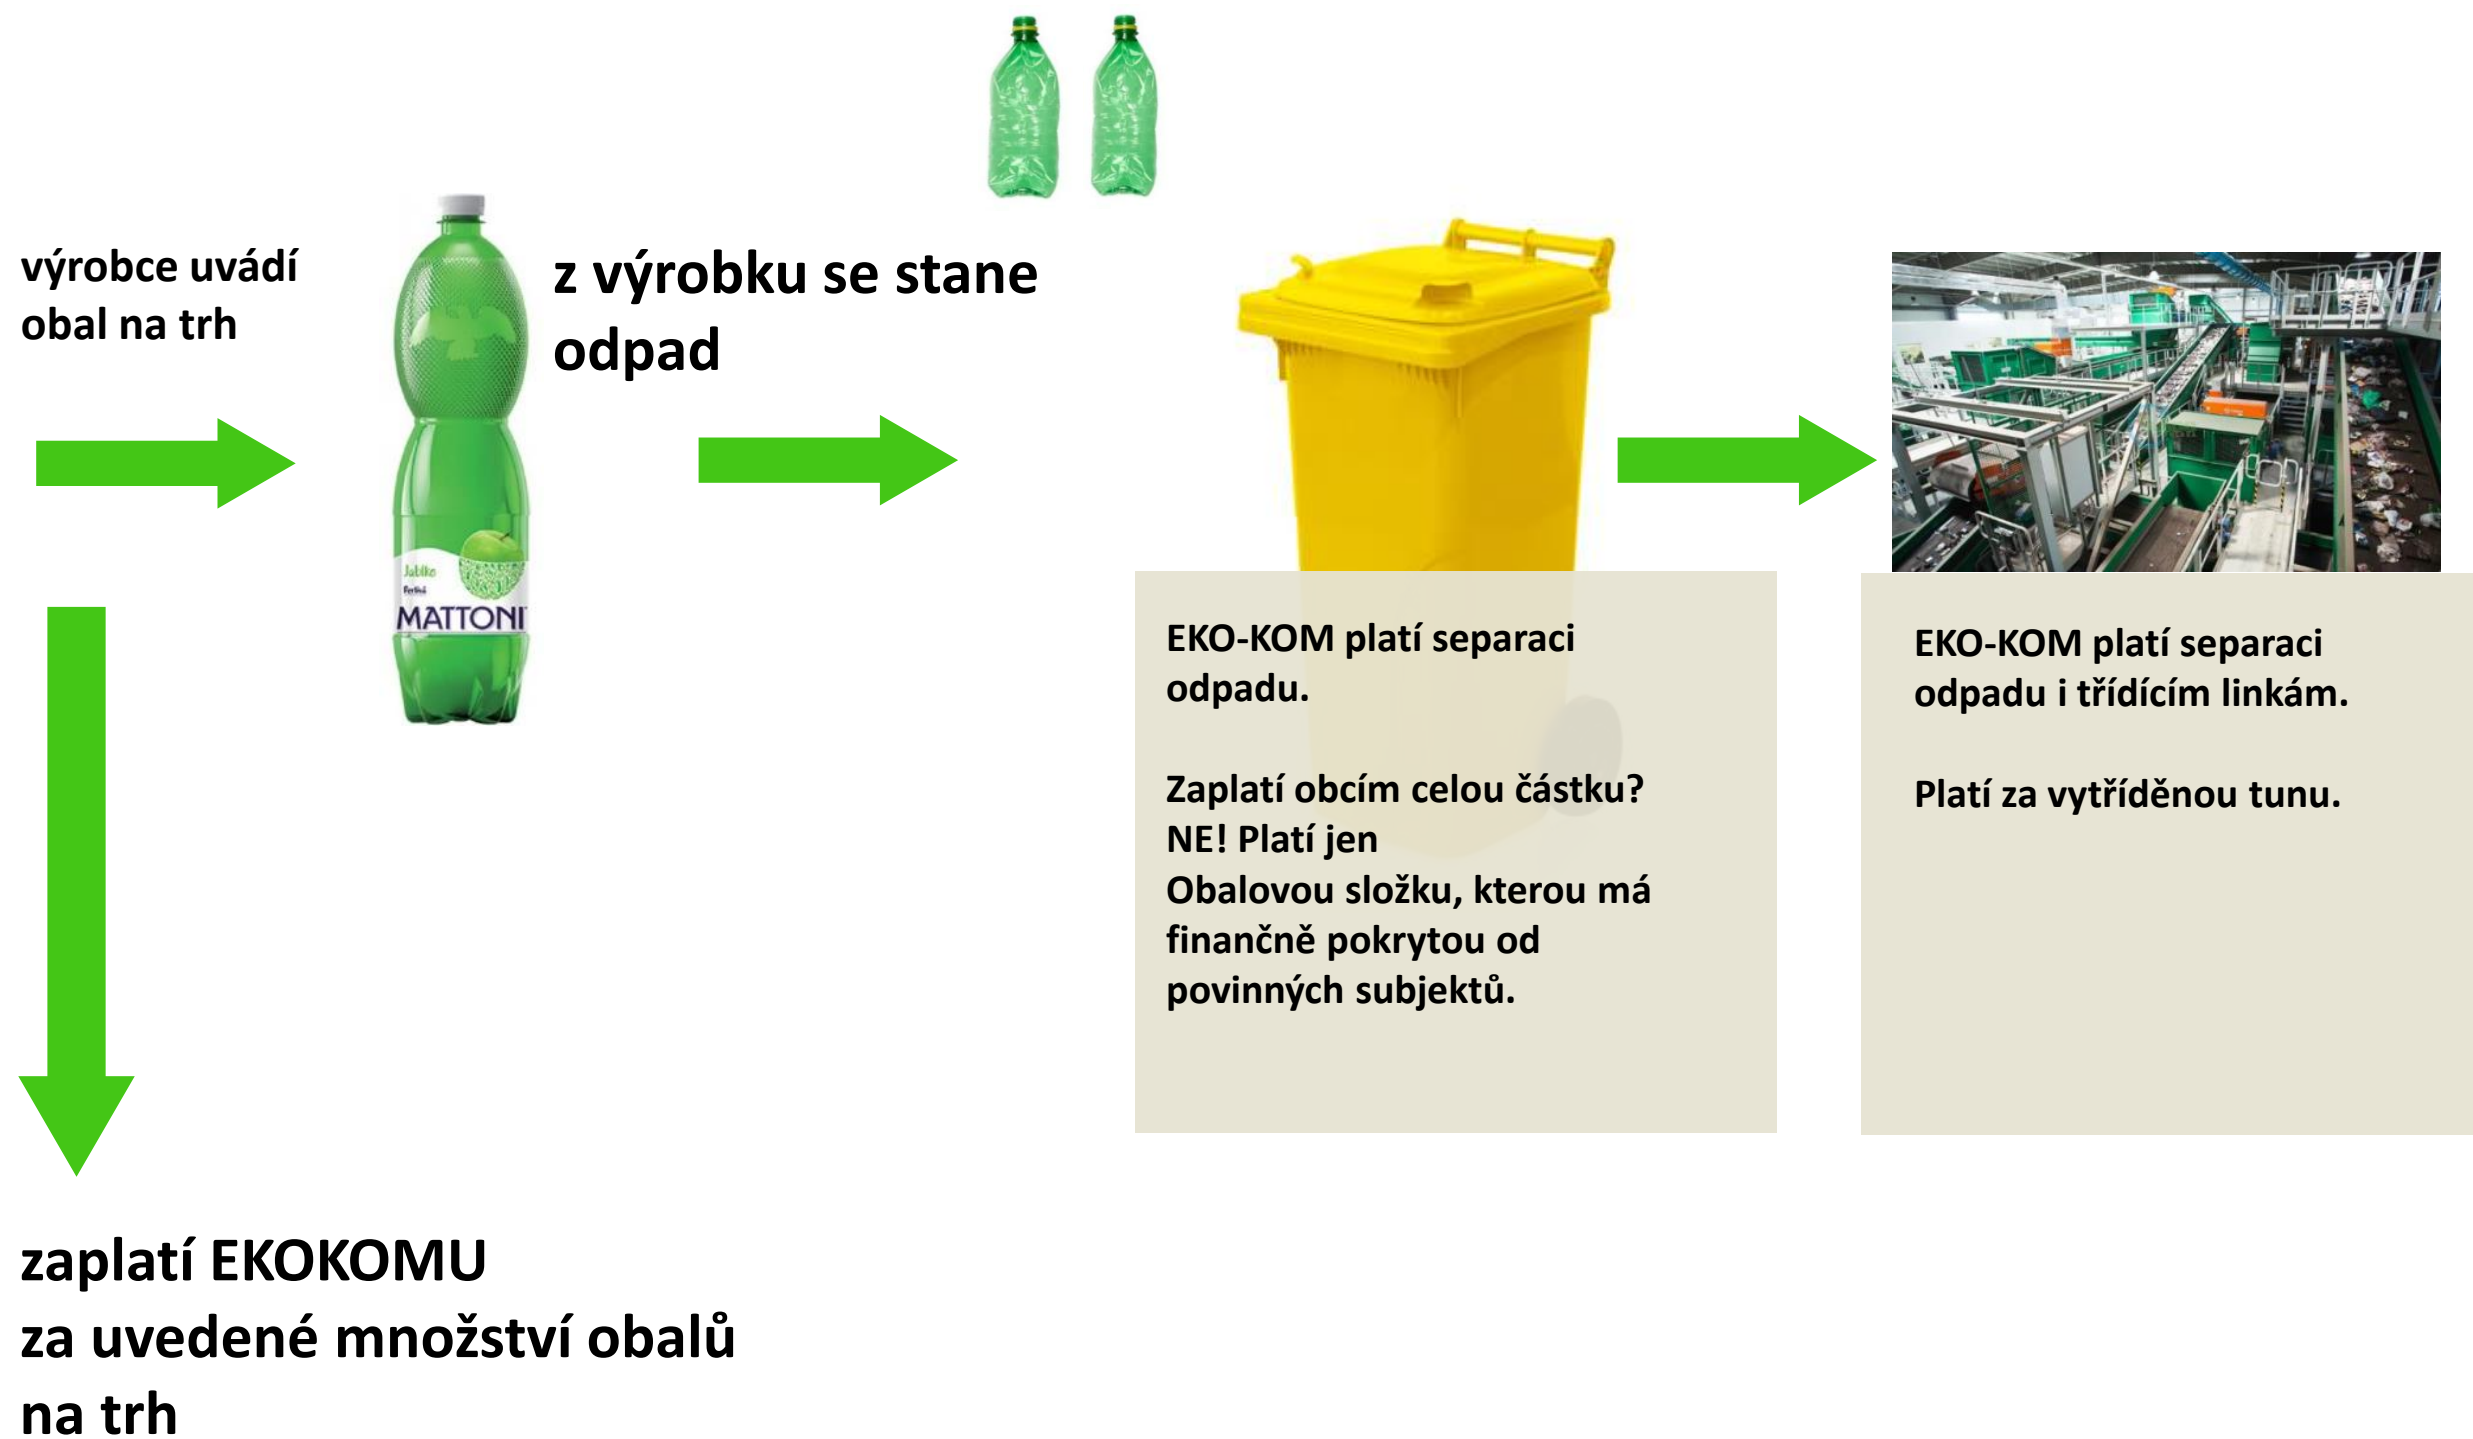 výrobce uvádí
obal na trh
z výrobku se stane
odpad
Jablko
Perlivá
MATTONI
EKO-KOM platí separaci
odpadu.
Zaplatí obcím celou částku?
NE! Platí jen
Obalovou složku, kterou má
finančně pokrytou od
povinných subjektů.
EKO-KOM platí separaci
odpadu i třídícím linkám.
Platí za vytříděnou tunu.
zaplatí EKOKOMU
za uvedené množství obalů
na trh